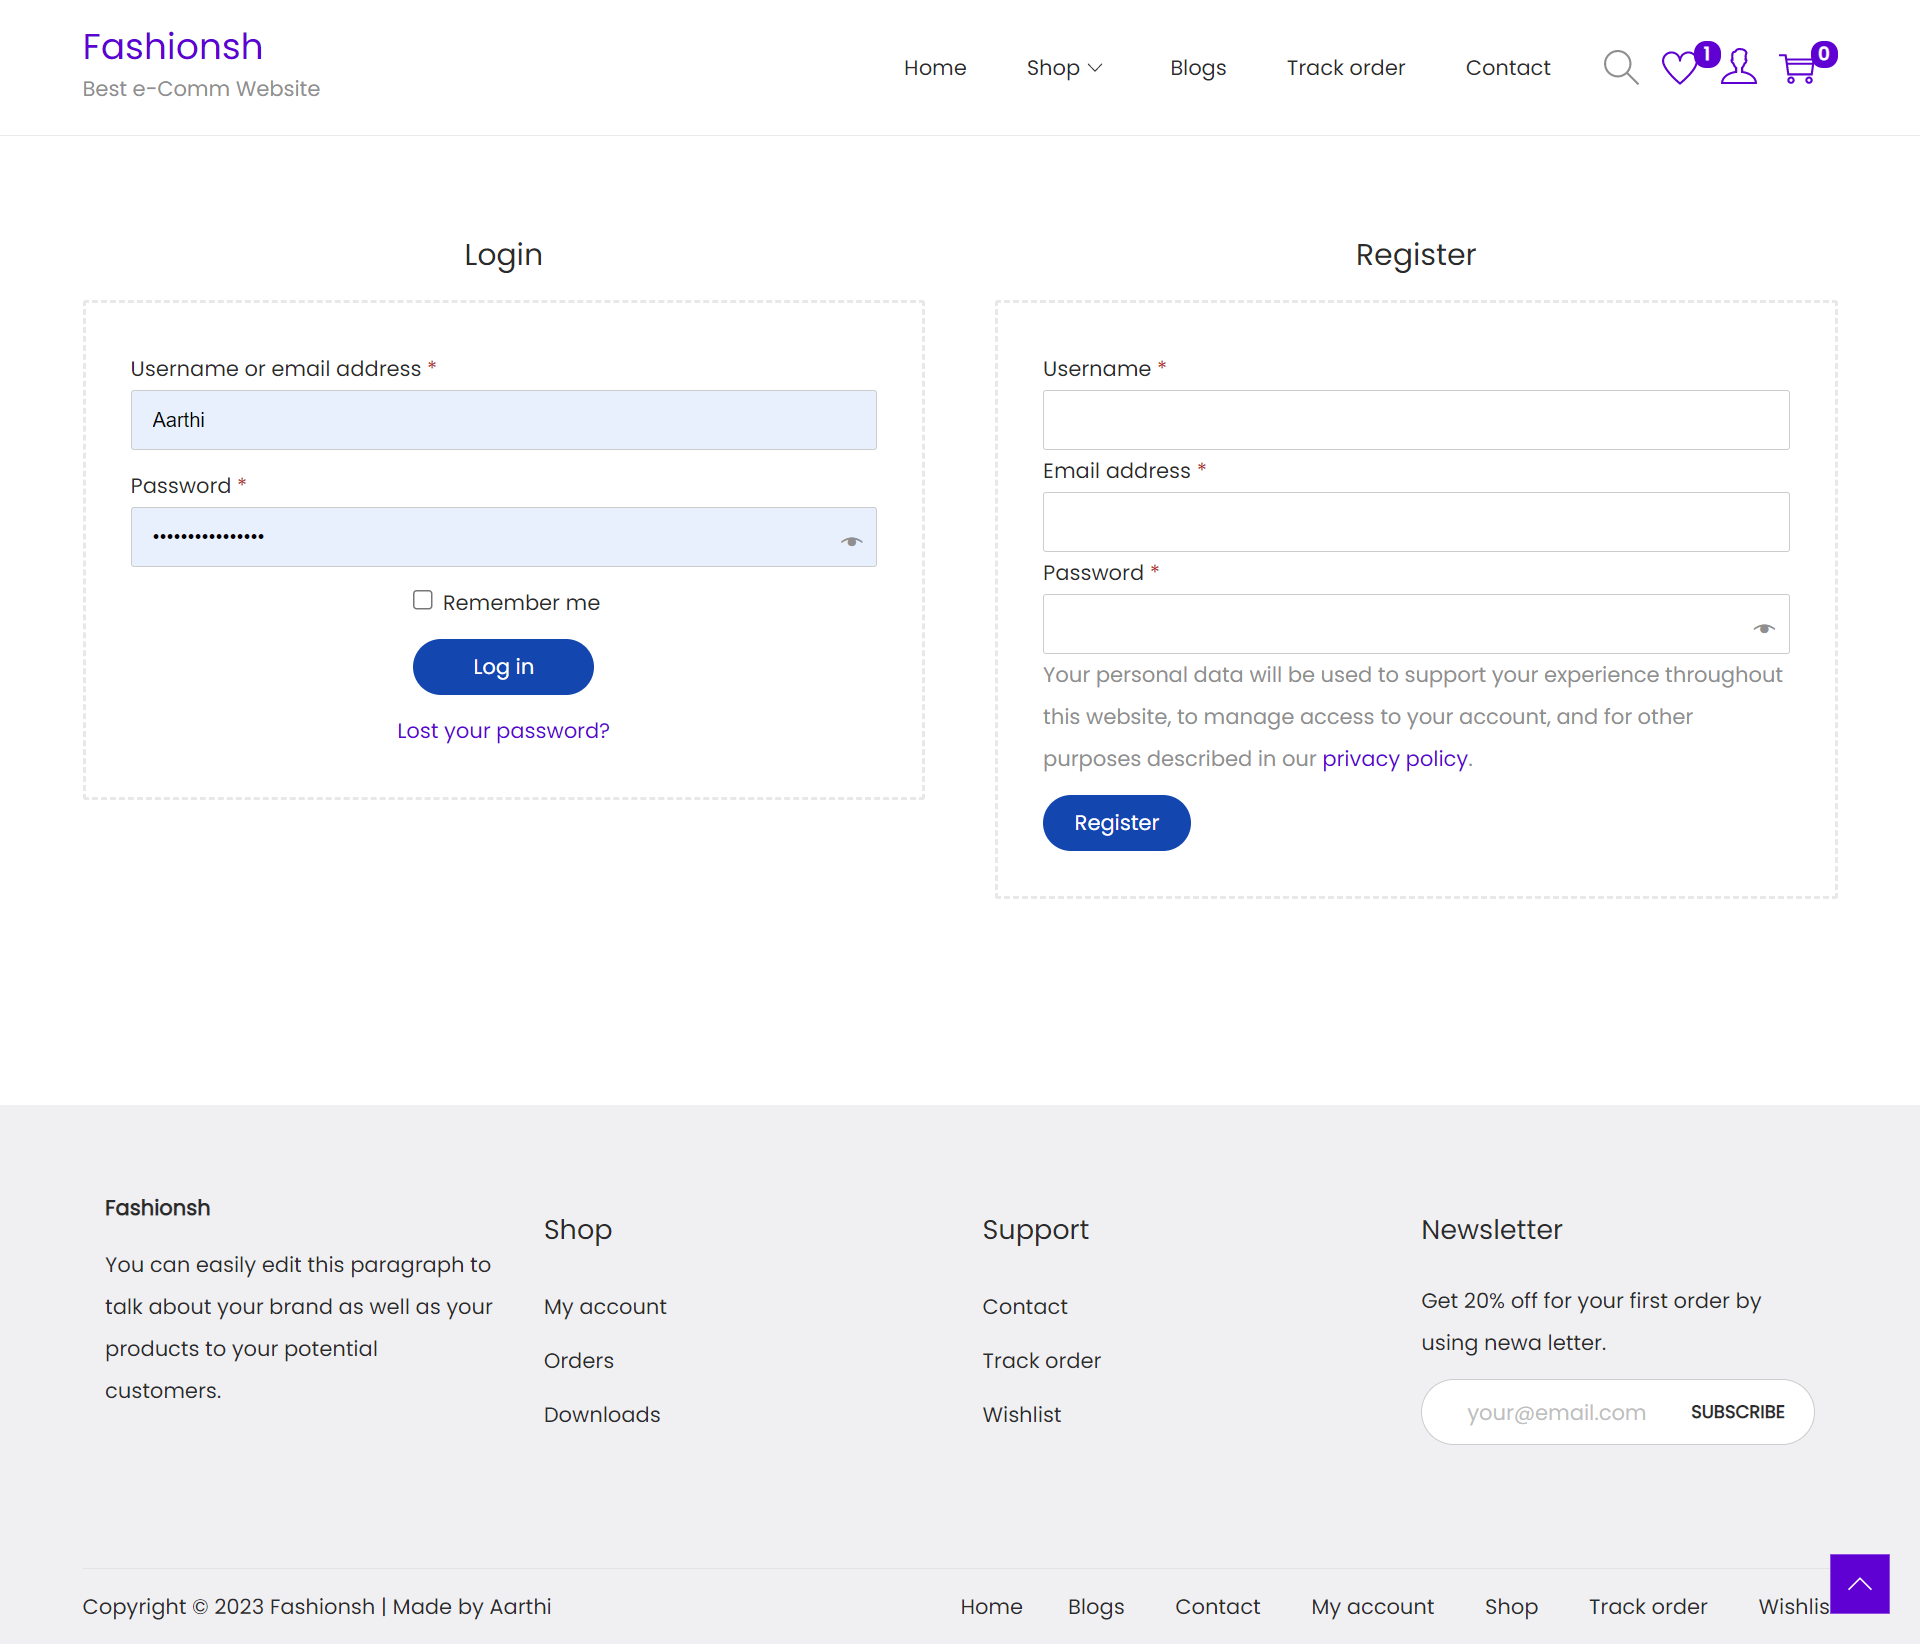 Fashionsh
Best e-Comm Website
Home
Shop
Blogs
Track order
Contact
1
0
Login
Username or email address *
Aarthi
Password *
••••••••••••••••
Remember me
Log in
Lost your password?
Register
Username *
Email address *
Password *
Your personal data will be used to support your experience throughout
this website, to manage access to your account, and for other
purposes described in our privacy policy.
Register
Fashionsh
You can easily edit this paragraph to
talk about your brand as well as your
products to your potential
customers.
Shop
My account
Orders
Downloads
Support
Contact
Track order
Wishlist
Newsletter
Get 20% off for your first order by
using newa letter.
your@email.com
SUBSCRIBE
Copyright © 2023 Fashionsh | Made by Aarthi
Home
Blogs
Contact
My account
Shop
Track order
Wishlis